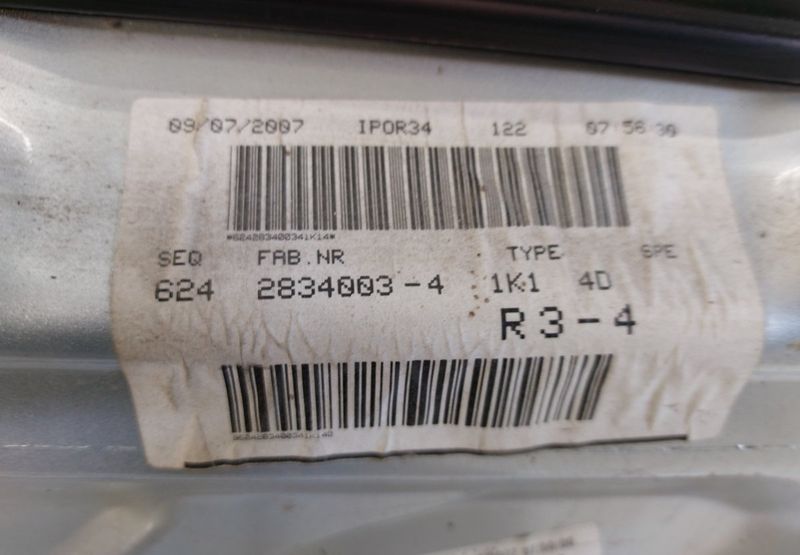 09/07/2007 IPOR34 122 07 56 30
*624283400341K14*
SEQ FAB.NR TYPE SPE
624 2834003-4 1K1 4D
R3-4